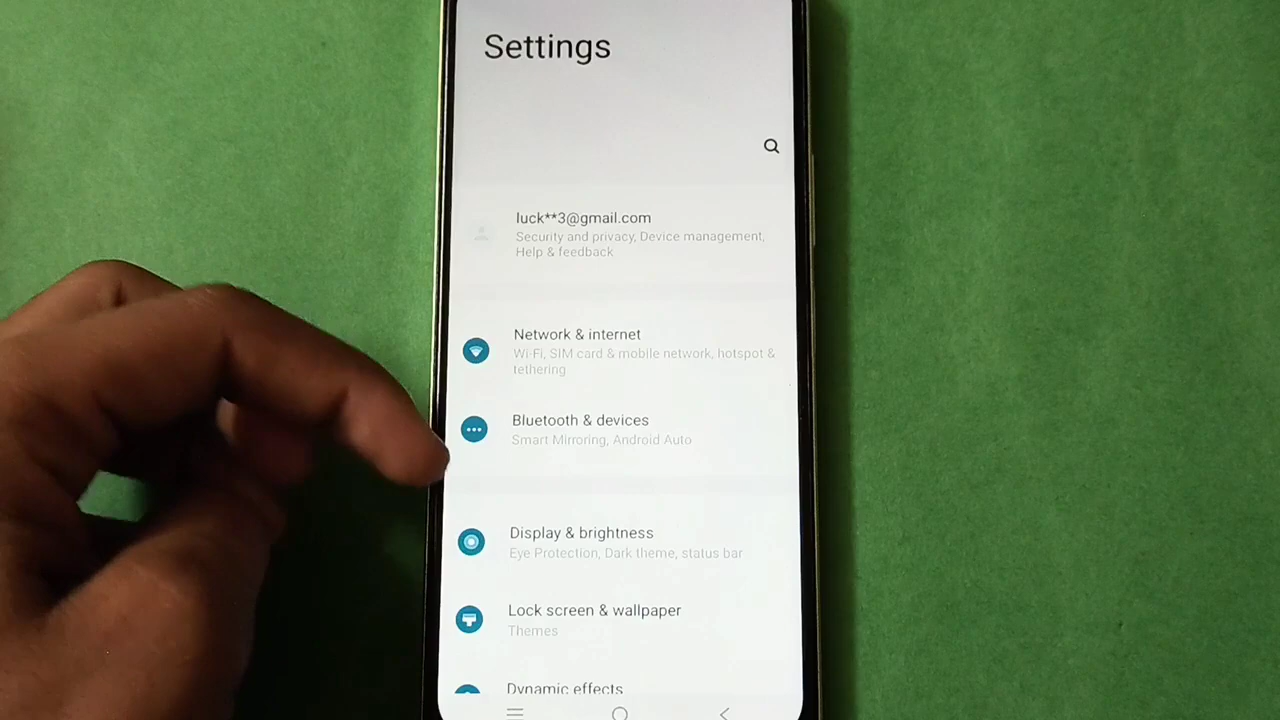 Settings
luck**3@gmail.com
Security and privacy, Device management,
Help & feedback
Network & internet
Wi-Fi, SIM card & mobile network, hotspot &
tethering
Bluetooth & devices
Smart Mirroring, Android Auto
Display & brightness
Eye Protection, Dark theme, status bar
Lock screen & wallpaper
Themes
Dynamic effects